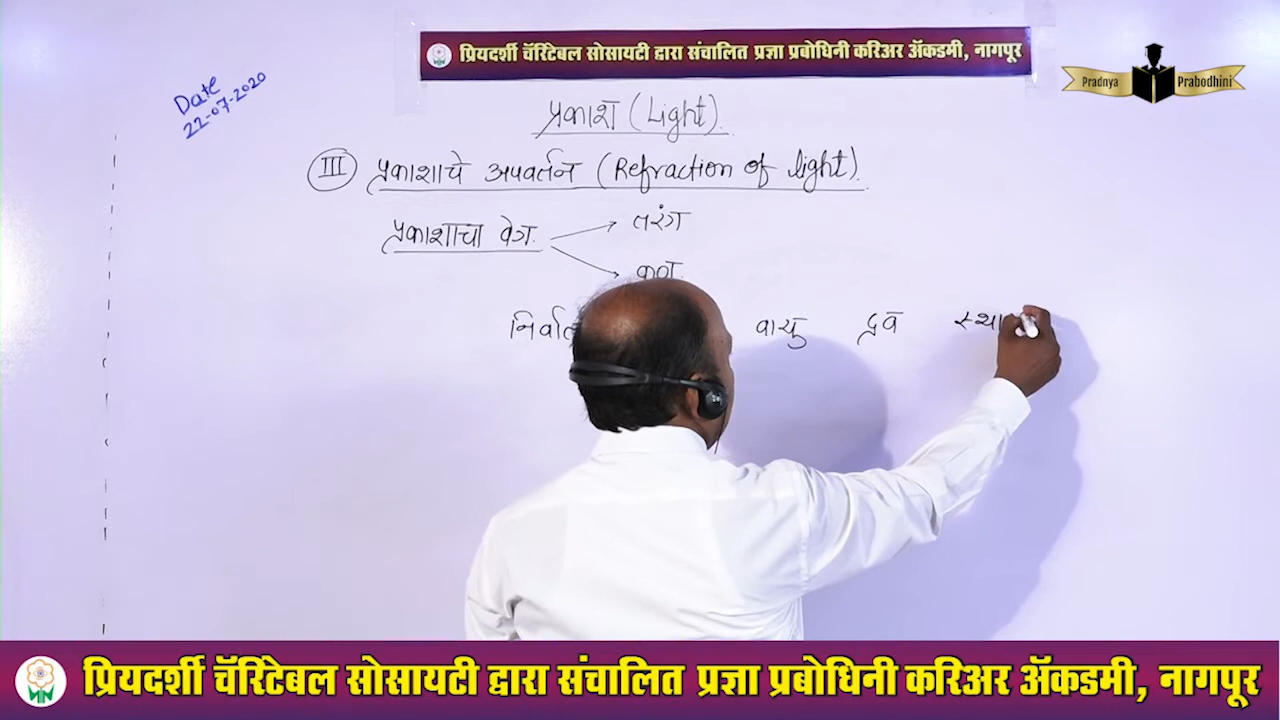 प्रियदर्शी चॅरिटेबल सोसायटी द्वारा संचालित प्रज्ञा प्रबोधिनी करिअर ॲकडमी, नागपूर
Pradnya Prabodhini
Date
22-07-2020
प्रकाश (Light).
III प्रकाशाचे अपवर्तन (Refraction of light).
प्रकाशाचा वेग.
तरंग
कण.
वायु द्रव
प्रियदर्शी चॅरिटेबल सोसायटी द्वारा संचालित प्रज्ञा प्रबोधिनी करिअर ॲकडमी, नागपूर